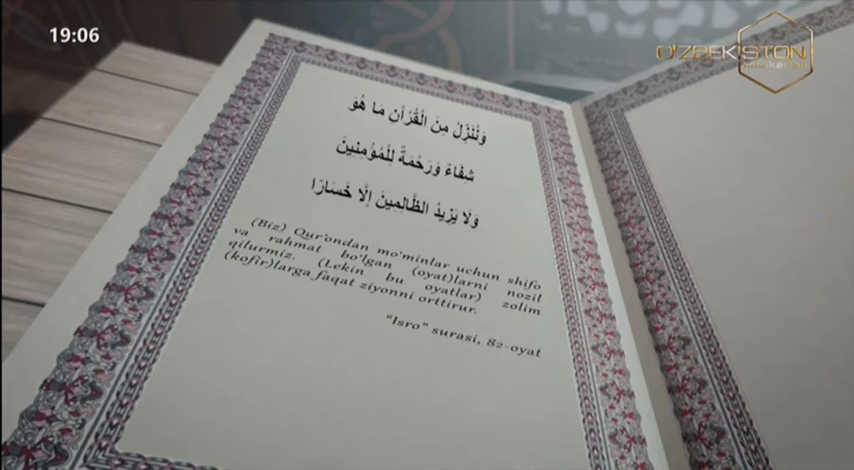 19:06
O'ZBEKISTON
وَنُنَزِّلُ مِنَ الْقُرْآنِ مَا هُوَ
شِفَاءٌ وَرَحْمَةٌ لِلْمُؤْمِنِينَ
وَلَا يَزِيدُ الظَّالِمِينَ إِلَّا خَسَارًا
(Biz) Qur'ondan mo'minlar uchun shifo
va rahmat bo'lgan (oyat)larni nozil
qilurmiz. (Lekin bu oyatlar) zolim
(kofir)larga faqat ziyonni orttirur.
"Isro" surasi, 82-oyat